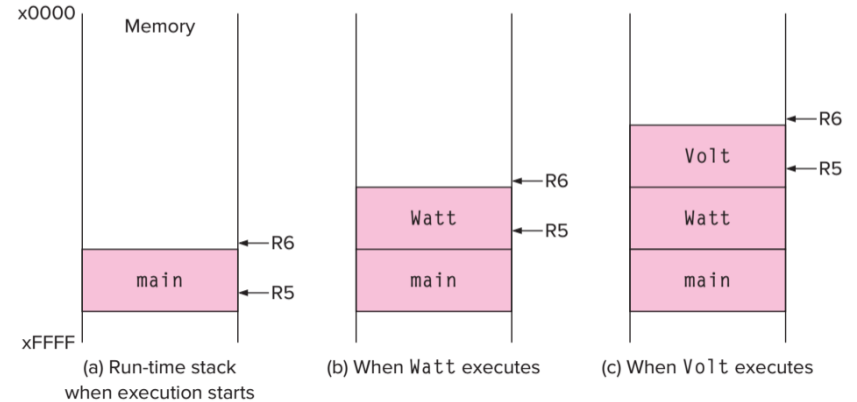 x0000
Memory
R6
main
R5
xFFFF
(a) Run-time stack
when execution starts
R6
Watt
R5
main
(b) When Watt executes
R6
Volt
R5
Watt
main
(c) When Volt executes